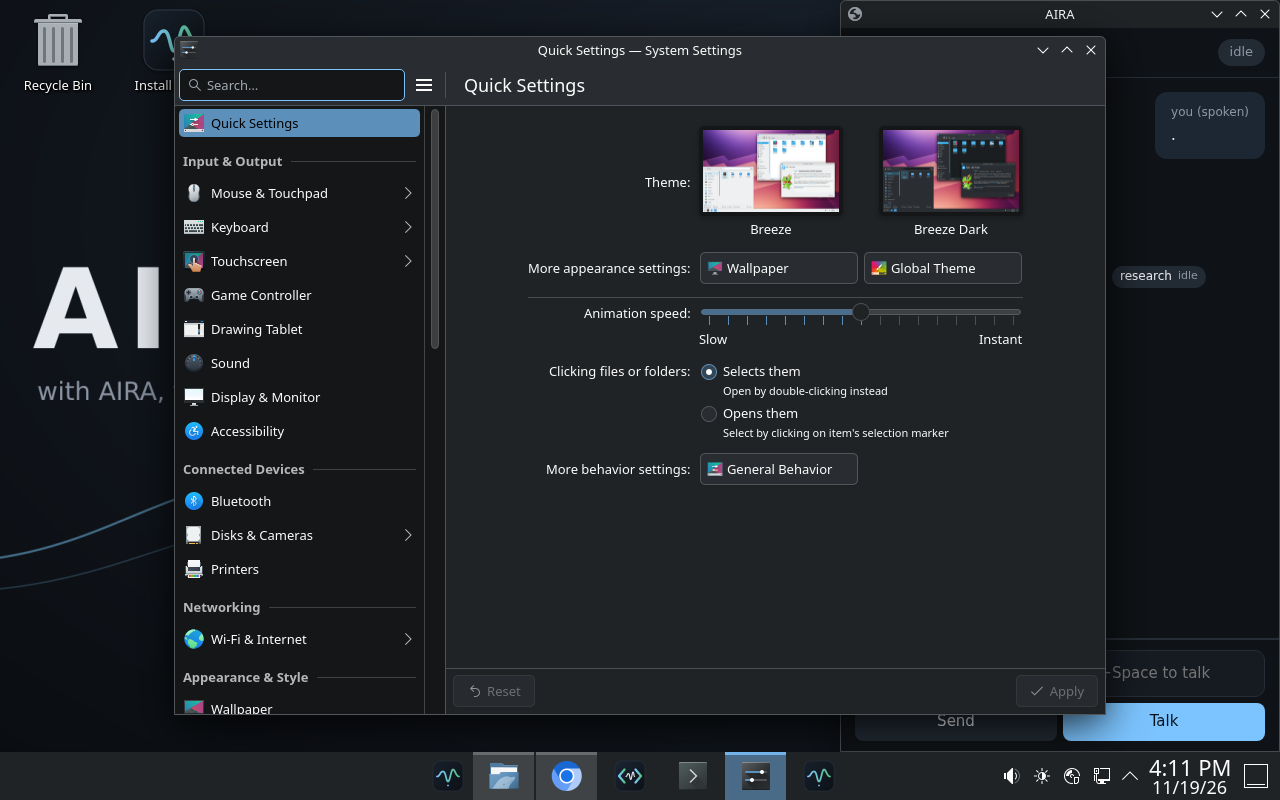 Recycle Bin
Install
AI
with AIRA,
Quick Settings — System Settings
Search...
Quick Settings
Quick Settings
Input & Output
Mouse & Touchpad
Keyboard
Touchscreen
Game Controller
Drawing Tablet
Sound
Display & Monitor
Accessibility
Connected Devices
Bluetooth
Disks & Cameras
Printers
Networking
Wi-Fi & Internet
Appearance & Style
Wallpaper
Theme:
Breeze
Breeze Dark
More appearance settings:
Wallpaper
Global Theme
Animation speed:
Slow
Instant
Clicking files or folders:
Selects them
Open by double-clicking instead
Opens them
Select by clicking on item's selection marker
More behavior settings:
General Behavior
Reset
Apply
AIRA
idle
you (spoken)
.
research idle
Space to talk
Send
Talk
4:11 PM
11/19/26